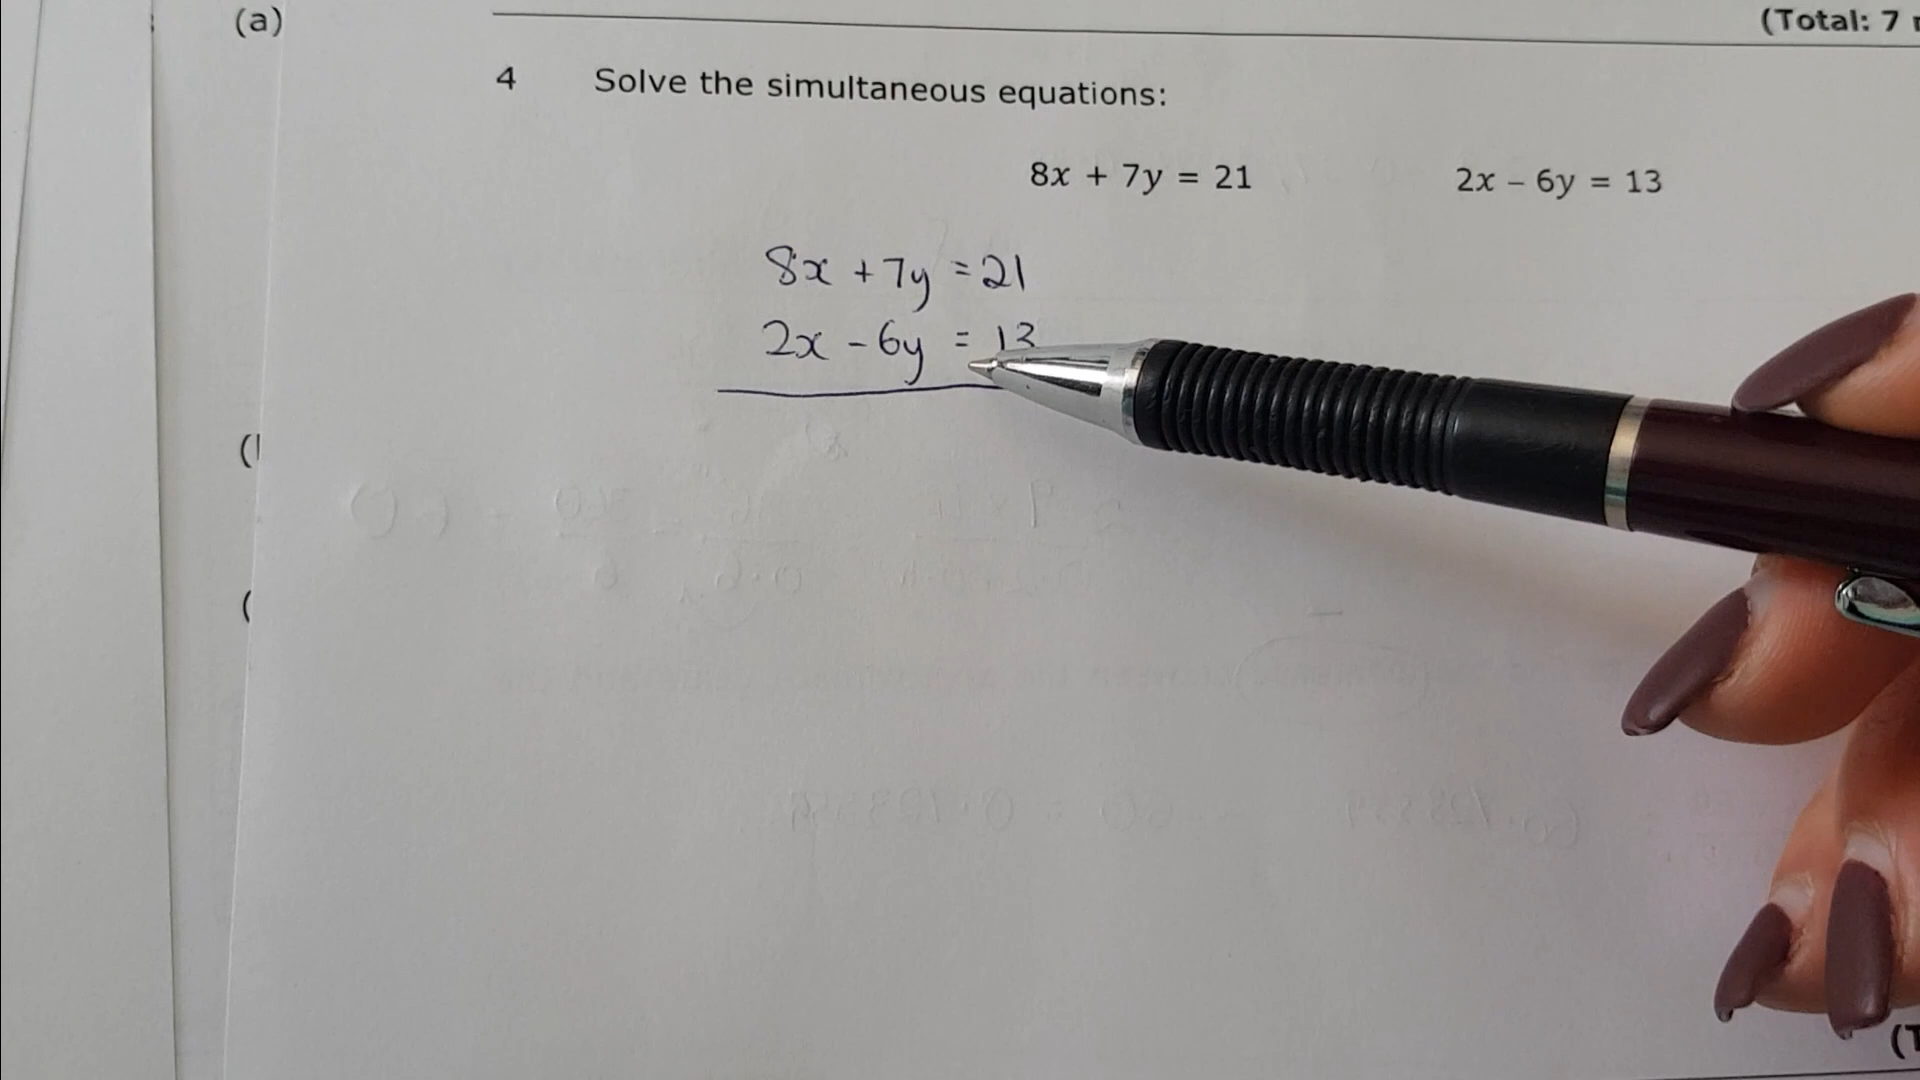 (a)
(Total: 7
4 Solve the simultaneous equations:
8x + 7y = 21 2x – 6y = 13
8x + 7y = 21
2x - 6y = 13
(
(
(T